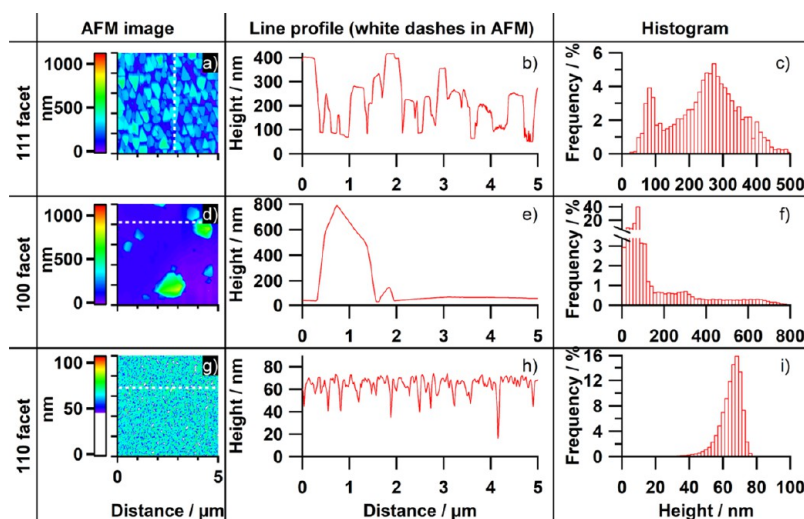 AFM image Line profile (white dashes in AFM) Histogram
111 facet
nm
1000
500
0
a)
Height / nm
400
300
200
100
0
b)
0 1 2 3 4 5
Frequency / %
6
4
2
0
c)
0 100 200 300 400 500
100 facet
nm
1000
500
0
d)
Height / nm
800
600
400
200
0
e)
0 1 2 3 4 5
Frequency / %
40
20
3
2
1
0
f)
0 200 400 600 800
110 facet
nm
100
50
0
g)
0 5
Distance / µm
Height / nm
80
60
40
20
0
h)
0 1 2 3 4 5
Distance / µm
Frequency / %
16
12
8
4
0
i)
0 20 40 60 80 100
Height / nm